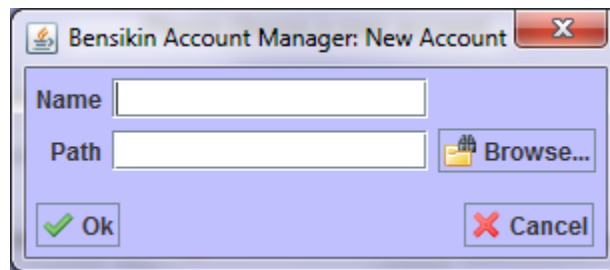 Bensikin Account Manager: New Account
Name
Path
Browse...
Ok
Cancel